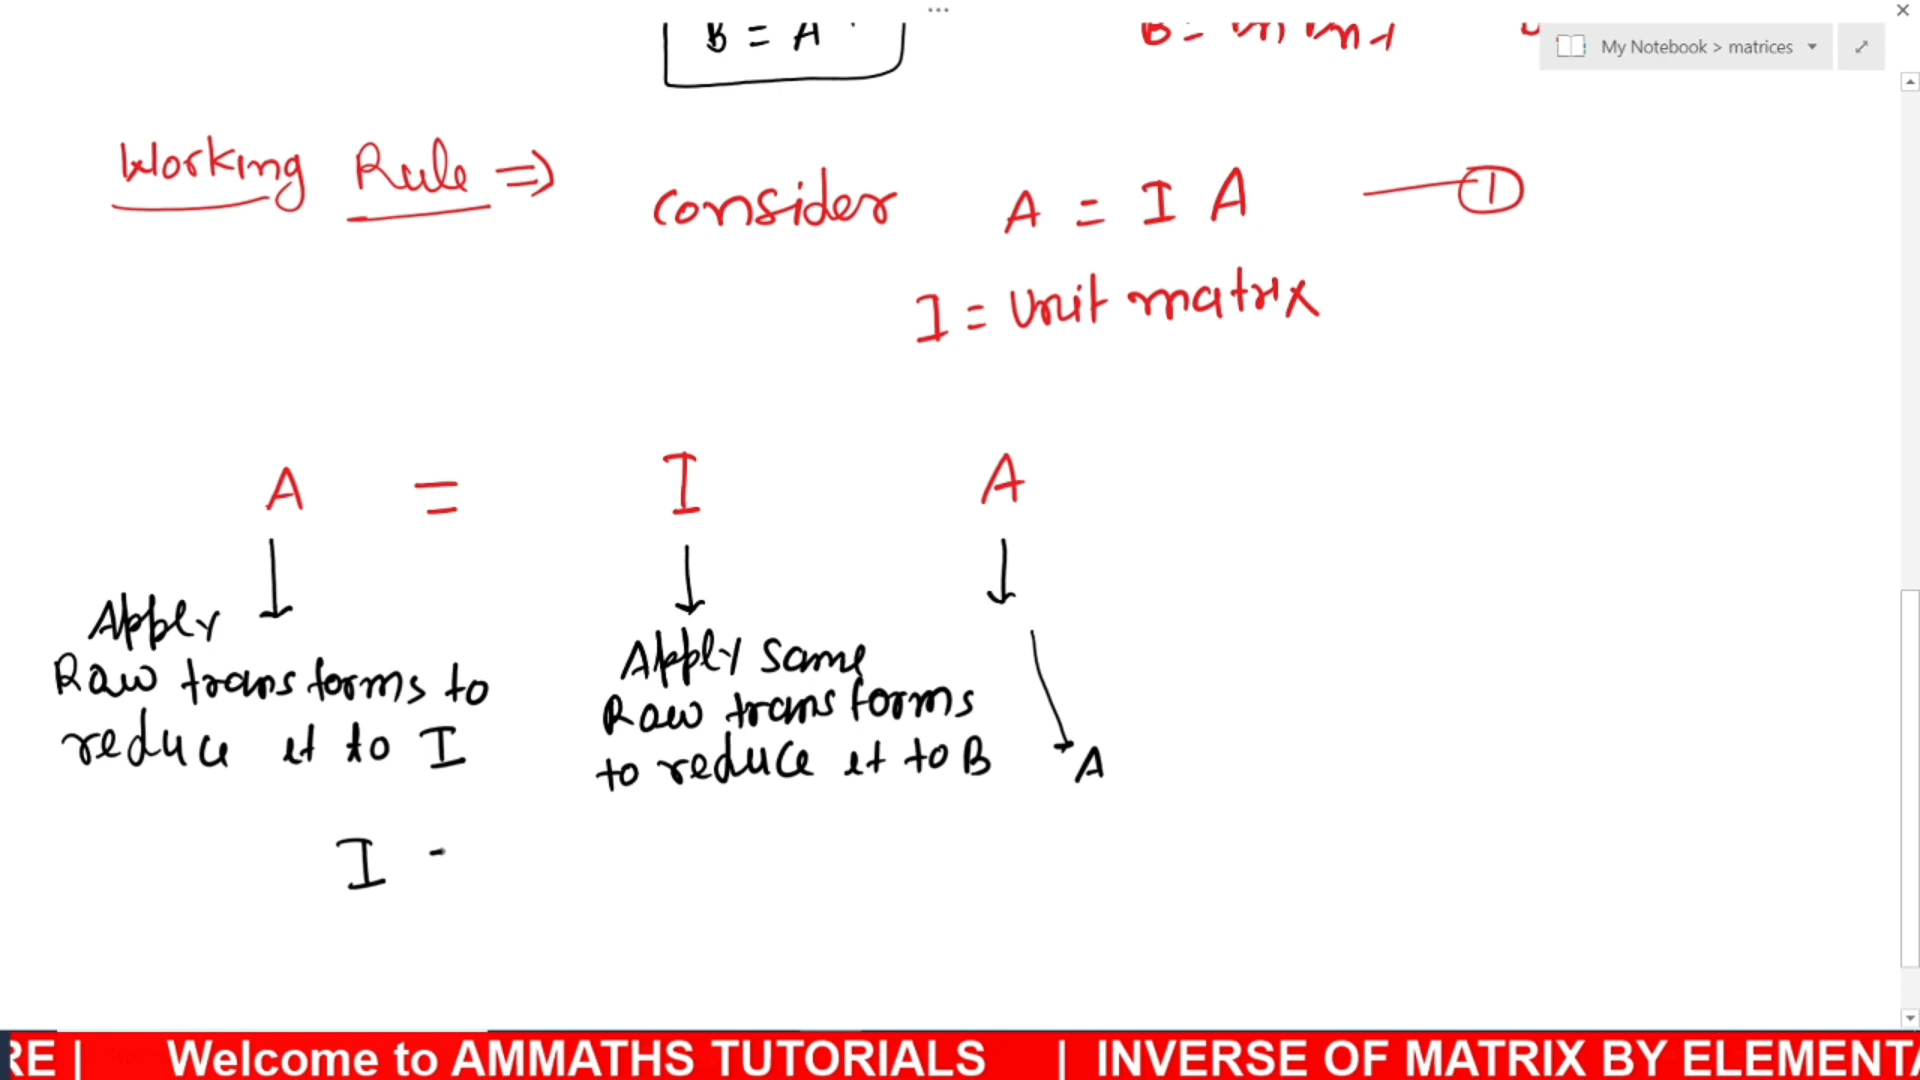 B = A
My Notebook > matrices
Working Rule ⇒ consider A = I A — ①
I = Unit matrix
A = I A
Apply
Raw transforms to
reduce it to I
Apply same
Raw transforms
to reduce it to B
A
I -
RE | Welcome to AMMATHS TUTORIALS | INVERSE OF MATRIX BY ELEMENTA